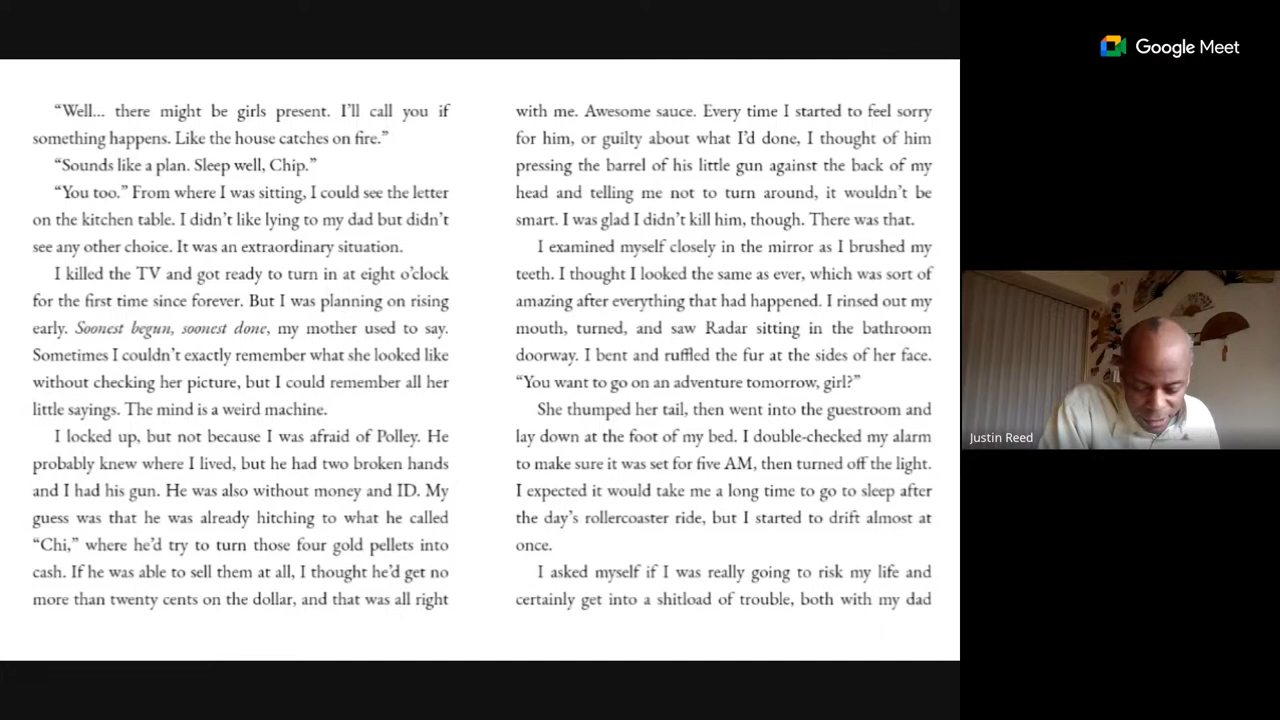 “Well... there might be girls present. I’ll call you if
something happens. Like the house catches on fire.”
“Sounds like a plan. Sleep well, Chip.”
“You too.” From where I was sitting, I could see the letter
on the kitchen table. I didn’t like lying to my dad but didn’t
see any other choice. It was an extraordinary situation.
I killed the TV and got ready to turn in at eight o’clock
for the first time since forever. But I was planning on rising
early. Soonest begun, soonest done, my mother used to say.
Sometimes I couldn’t exactly remember what she looked like
without checking her picture, but I could remember all her
little sayings. The mind is a weird machine.
I locked up, but not because I was afraid of Polley. He
probably knew where I lived, but he had two broken hands
and I had his gun. He was also without money and ID. My
guess was that he was already hitching to what he called
“Chi,” where he’d try to turn those four gold pellets into
cash. If he was able to sell them at all, I thought he’d get no
more than twenty cents on the dollar, and that was all right
with me. Awesome sauce. Every time I started to feel sorry
for him, or guilty about what I’d done, I thought of him
pressing the barrel of his little gun against the back of my
head and telling me not to turn around, it wouldn’t be
smart. I was glad I didn’t kill him, though. There was that.
I examined myself closely in the mirror as I brushed my
teeth. I thought I looked the same as ever, which was sort of
amazing after everything that had happened. I rinsed out my
mouth, turned, and saw Radar sitting in the bathroom
doorway. I bent and ruffled the fur at the sides of her face.
“You want to go on an adventure tomorrow, girl?”
She thumped her tail, then went into the guestroom and
lay down at the foot of my bed. I double-checked my alarm
to make sure it was set for five AM, then turned off the light.
I expected it would take me a long time to go to sleep after
the day’s rollercoaster ride, but I started to drift almost at
once.
I asked myself if I was really going to risk my life and
certainly get into a shitload of trouble, both with my dad
Google Meet
Justin Reed